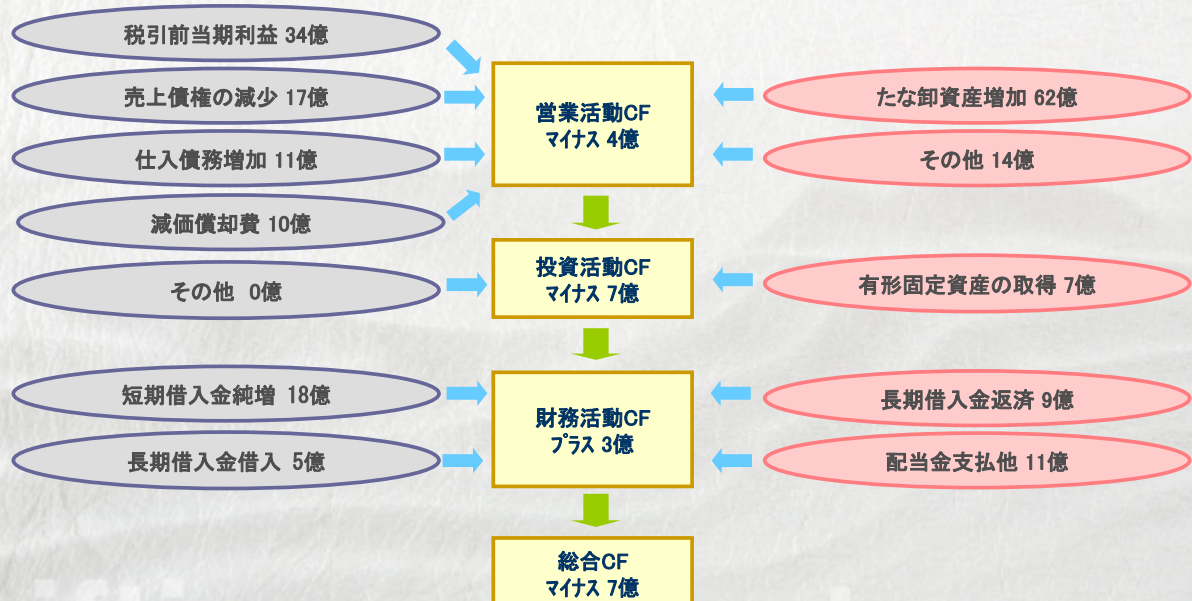 税引前当期利益 34億
売上債権の減少 17億
仕入債務増加 11億
減価償却費 10億
営業活動CF
マイナス 4億
たな卸資産増加 62億
その他 14億
その他 0億
投資活動CF
マイナス 7億
有形固定資産の取得 7億
短期借入金純増 18億
長期借入金借入 5億
財務活動CF
プラス 3億
長期借入金返済 9億
配当金支払他 11億
総合CF
マイナス 7億